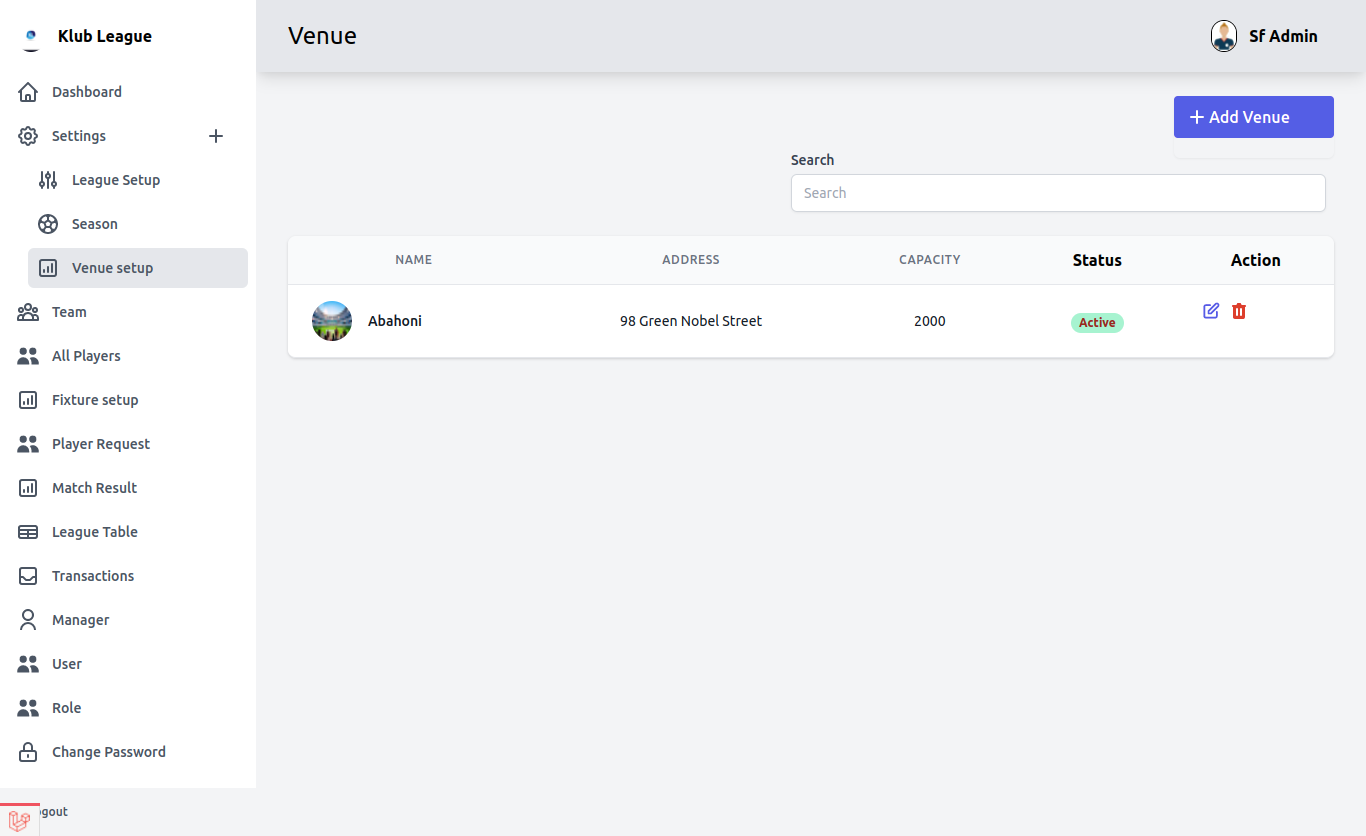 Klub League
Venue
Sf Admin
Dashboard
Settings
League Setup
Season
Venue setup
Team
All Players
Fixture setup
Player Request
Match Result
League Table
Transactions
Manager
User
Role
Change Password
ogout
Add Venue
Search
Search
NAME ADDRESS CAPACITY Status Action
Abahoni 98 Green Nobel Street 2000 Active